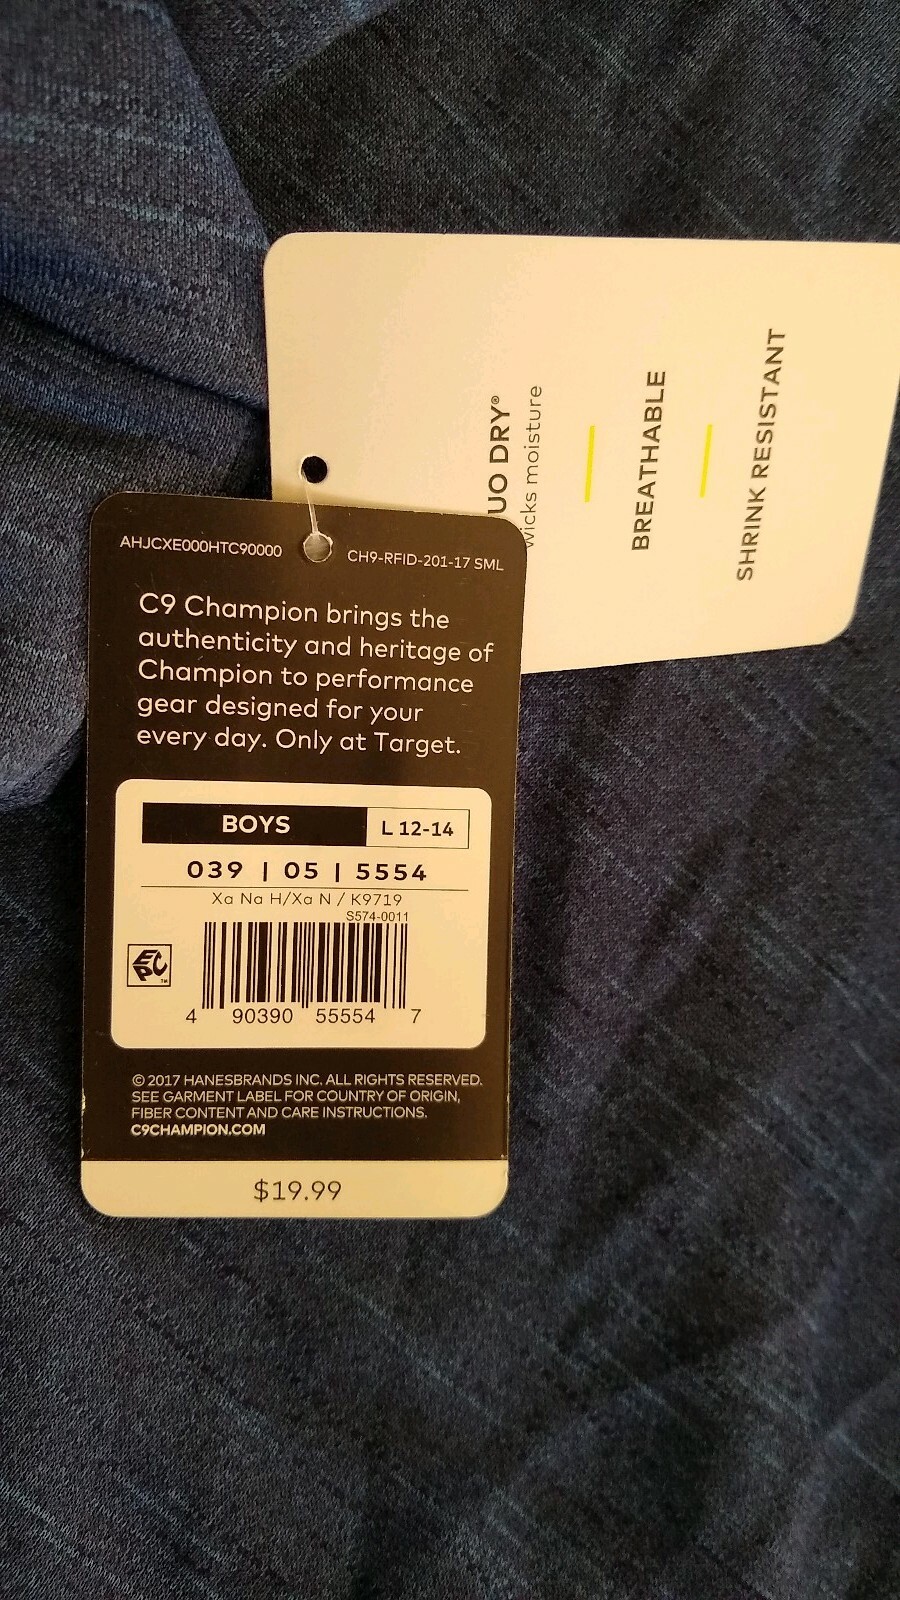 UO DRY®
wicks moisture
BREATHABLE
SHRINK RESISTANT
AHJCXE000HTC90000
CH9-RFID-201-17 SML
C9 Champion brings the
authenticity and heritage of
Champion to performance
gear designed for your
every day. Only at Target.
BOYS L 12-14
039 | 05 | 5554
Xa Na H/Xa N / K9719
S574-0011
EPC™
4 90390 55554 7
© 2017 HANESBRANDS INC. ALL RIGHTS RESERVED.
SEE GARMENT LABEL FOR COUNTRY OF ORIGIN,
FIBER CONTENT AND CARE INSTRUCTIONS.
C9CHAMPION.COM
$19.99